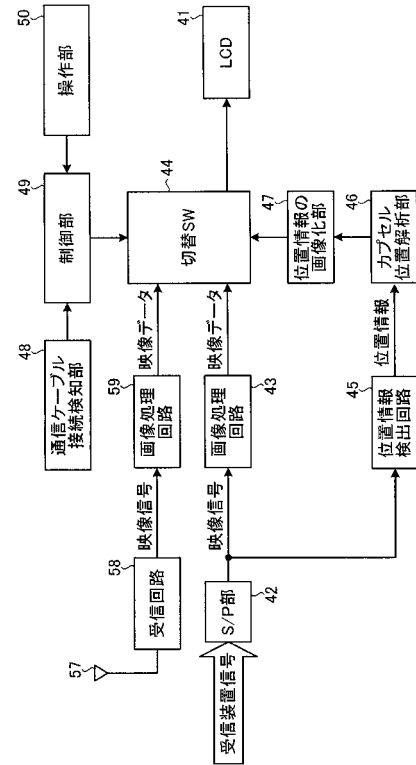 50
操作部
41
LCD
49
制御部
44
切替SW
47
位置情報の
画像化部
46
カプセル
位置解析部
48
通信ケーブル
接続検知部
映像データ
映像データ
位置情報
59
画像処理
回路
43
画像処理
回路
45
位置情報
検出回路
映像信号
映像信号
58
受信回路
42
S/P部
57
受信装置信号